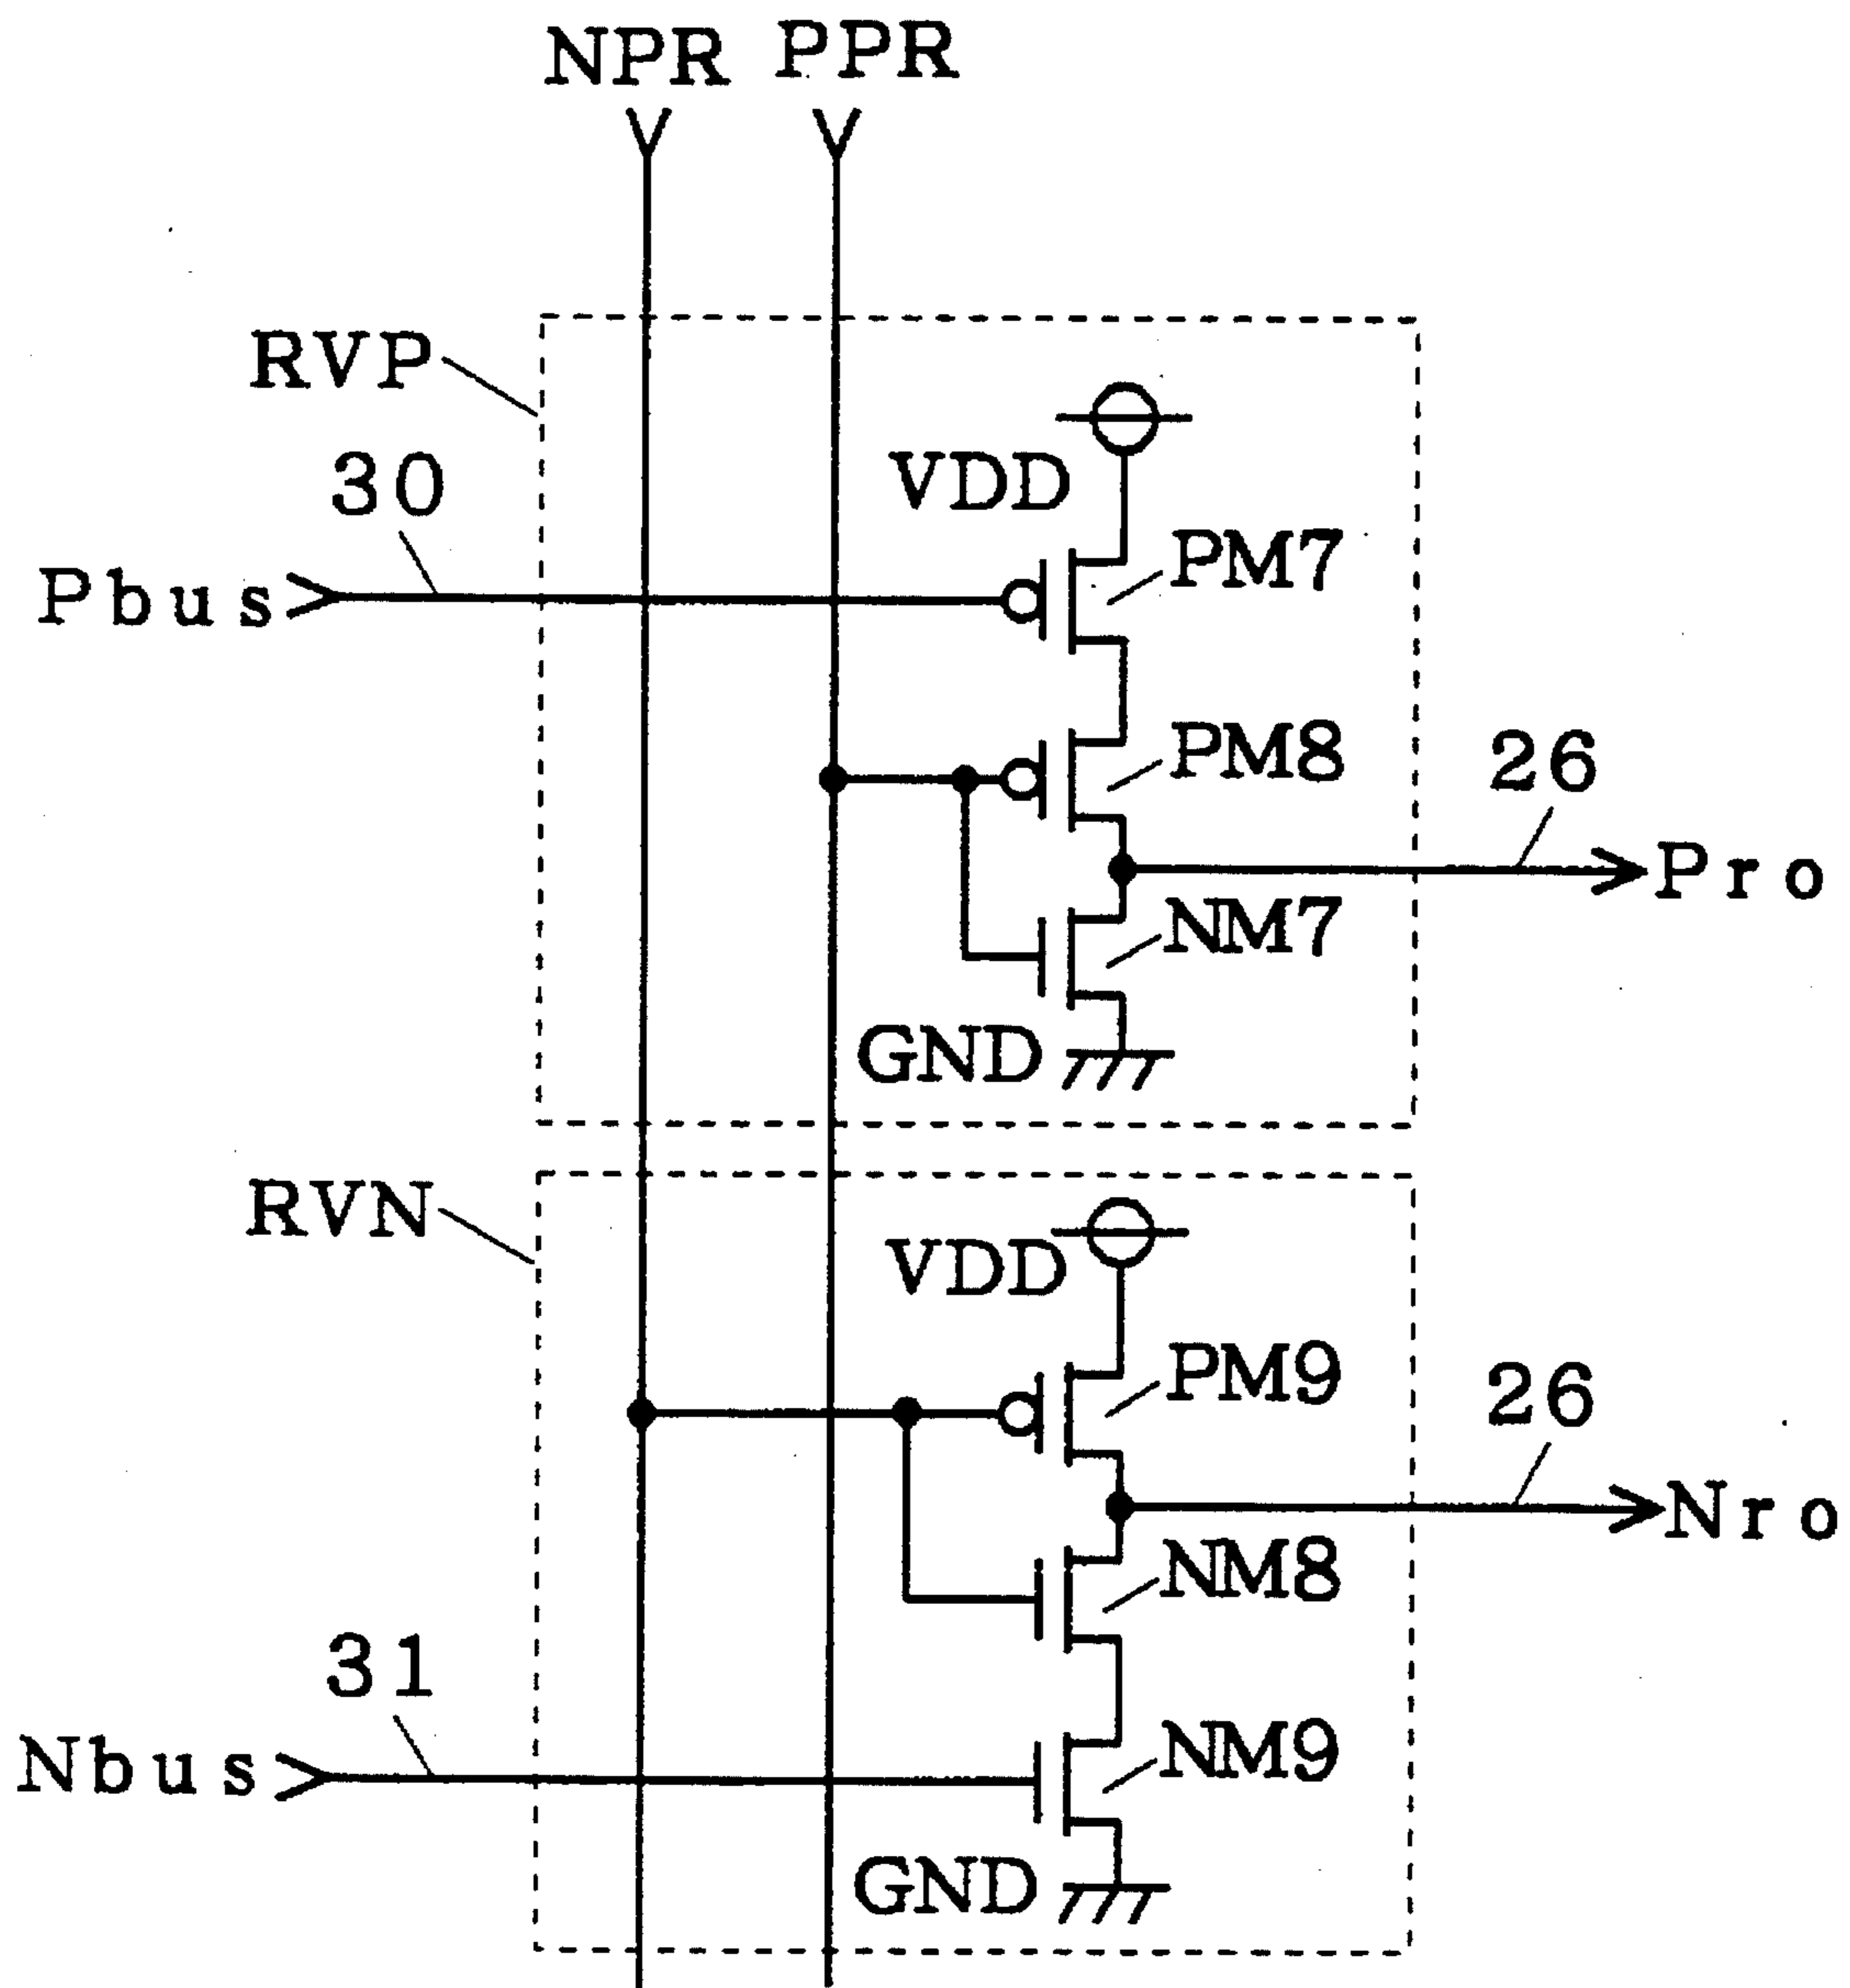 NPR PPR
RVP
30
VDD
PM7
Pbus
PM8
26
Pro
NM7
GND
RVN
VDD
PM9
26
Nro
NM8
31
NM9
Nbus
GND